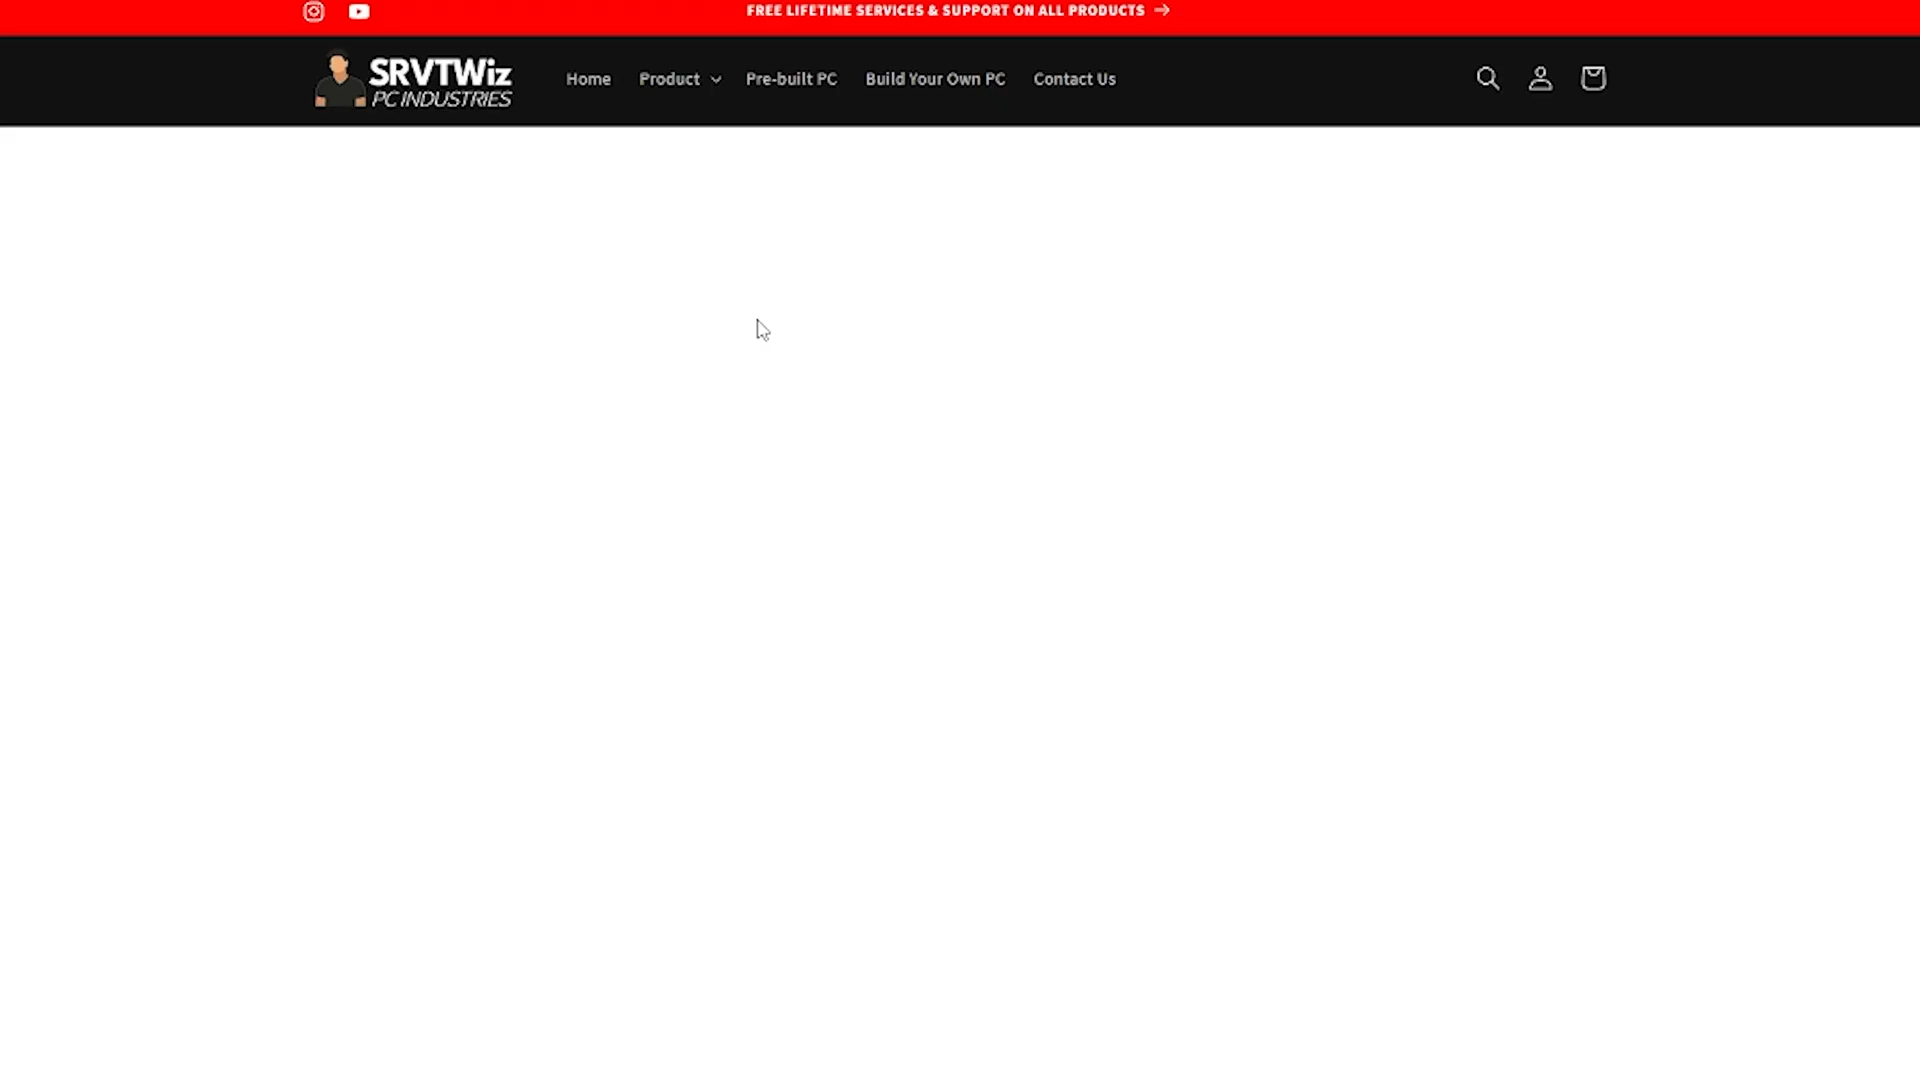 FREE LIFETIME SERVICES & SUPPORT ON ALL PRODUCTS
SRVTWiz
PC INDUSTRIES
Home
Product
Pre-built PC
Build Your Own PC
Contact Us